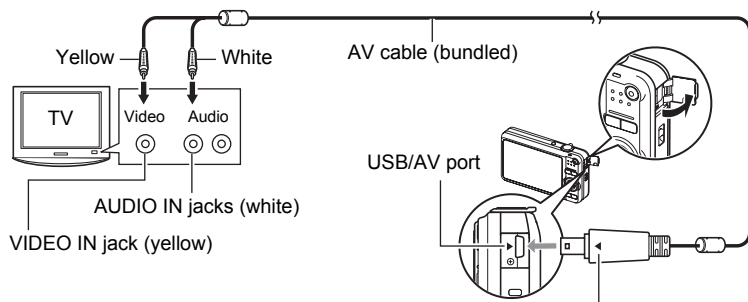 Yellow
White
AV cable (bundled)
TV
Video
Audio
USB/AV port
AUDIO IN jacks (white)
VIDEO IN jack (yellow)